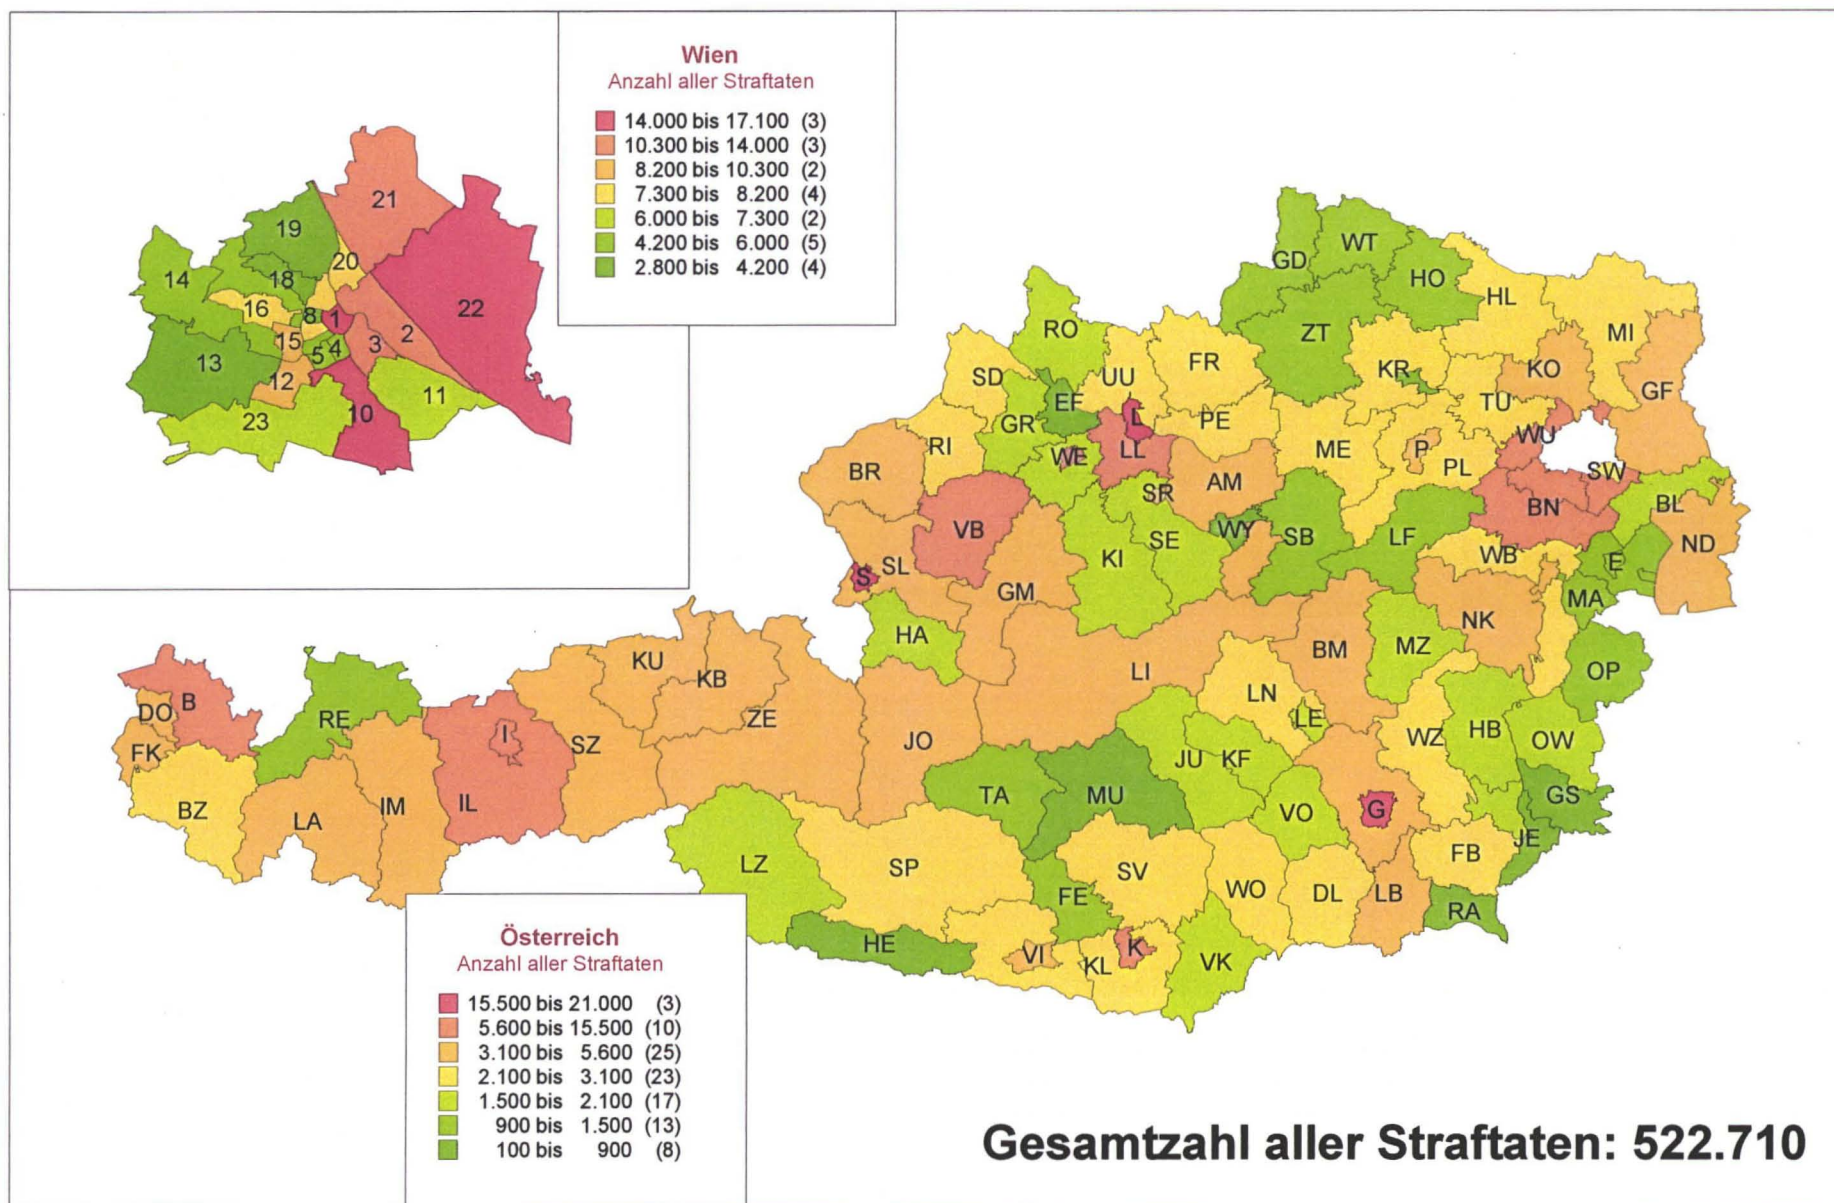 Wien
Anzahl aller Straftaten
14.000 bis 17.100 (3)
10.300 bis 14.000 (3)
8.200 bis 10.300 (2)
7.300 bis 8.200 (4)
6.000 bis 7.300 (2)
4.200 bis 6.000 (5)
2.800 bis 4.200 (4)
21
19
20
14
18
22
16
8
1
2
15
3
5
4
13
12
11
10
23
WT
GD
HO
HL
RO
MI
ZT
FR
KO
KR
SD
UU
GF
EF
TU
L
GR
PE
WU
RI
ME
P
LL
WE
PL
BR
SW
AM
SR
BL
BN
VB
WY
SB
LF
SE
ND
WB
KI
E
SL
S
GM
MA
NK
HA
BM
MZ
KU
LI
OP
KB
LN
B
DO
RE
ZE
LE
HB
I
WZ
JO
OW
SZ
FK
JU
KF
TA
MU
GS
IL
IM
BZ
G
VO
LA
JE
FB
LZ
SP
SV
WO
DL
LB
FE
RA
HE
K
VI
KL
VK
Österreich
Anzahl aller Straftaten
15.500 bis 21.000 (3)
5.600 bis 15.500 (10)
3.100 bis 5.600 (25)
2.100 bis 3.100 (23)
1.500 bis 2.100 (17)
900 bis 1.500 (13)
100 bis 900 (8)
Gesamtzahl aller Straftaten: 522.710